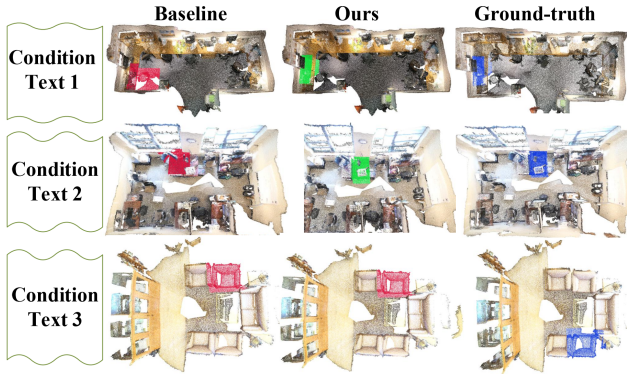 Baseline Ours Ground-truth
Condition
Text 1
Condition
Text 2
Condition
Text 3